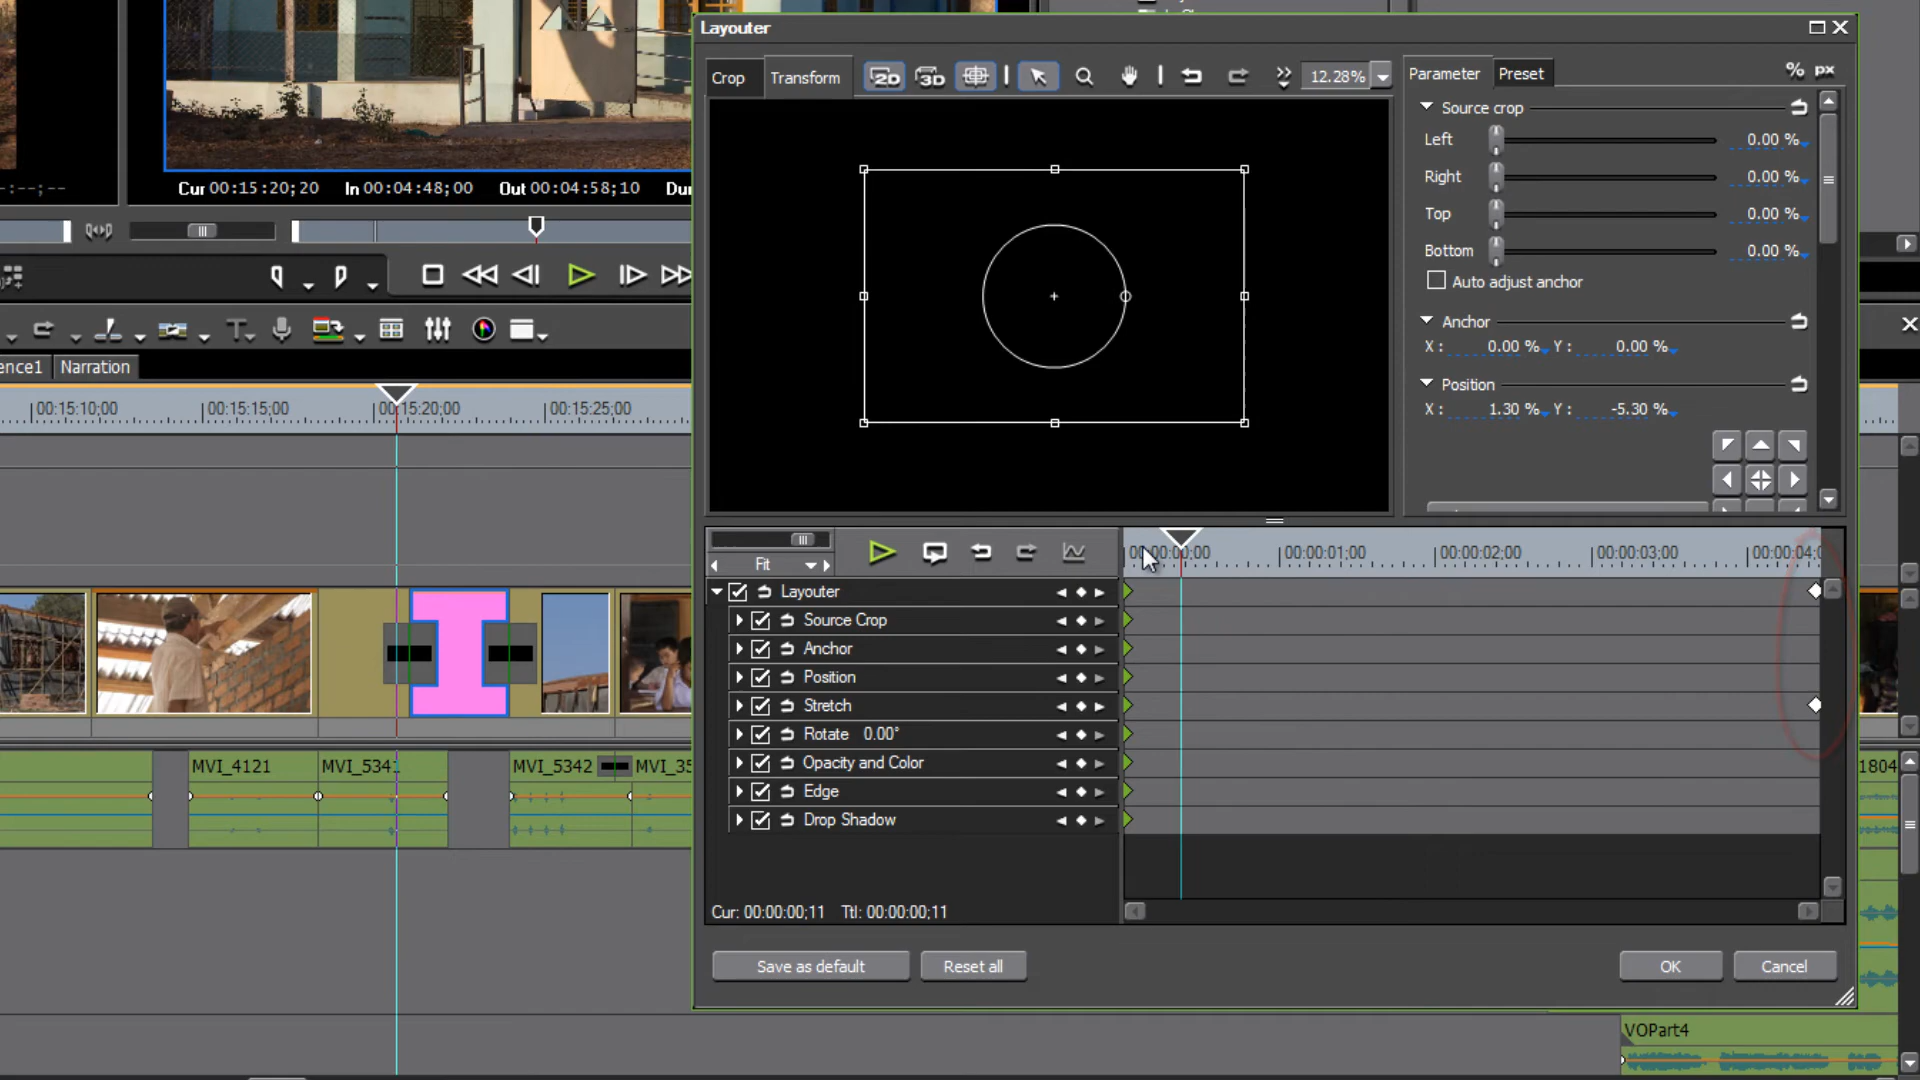 Layouter
Crop
Transform
2D
3D
12.28%
Parameter
Preset
%
px
Source crop
Left
0.00 %
Right
0.00 %
Top
0.00 %
Bottom
0.00 %
Auto adjust anchor
Anchor
X :
0.00 %
Y :
0.00 %
Position
X :
1.30 %
Y :
-5.30 %
Cur 00:15:20;20
In 00:04:48;00
Out 00:04:58;10
ence1
Narration
00:15:10;00
00:15:15;00
00:15:20;00
00:15:25;00
Fit
00:00:00;00
00:00:01;00
00:00:02;00
00:00:03;00
00:00:04;
Layouter
Source Crop
Anchor
Position
Stretch
Rotate 0.00°
Opacity and Color
Edge
Drop Shadow
MVI_4121
MVI_5341
MVI_5342
MVI_35
1804
Cur: 00:00:00;11
Ttl: 00:00:00;11
Save as default
Reset all
OK
Cancel
VOPart4